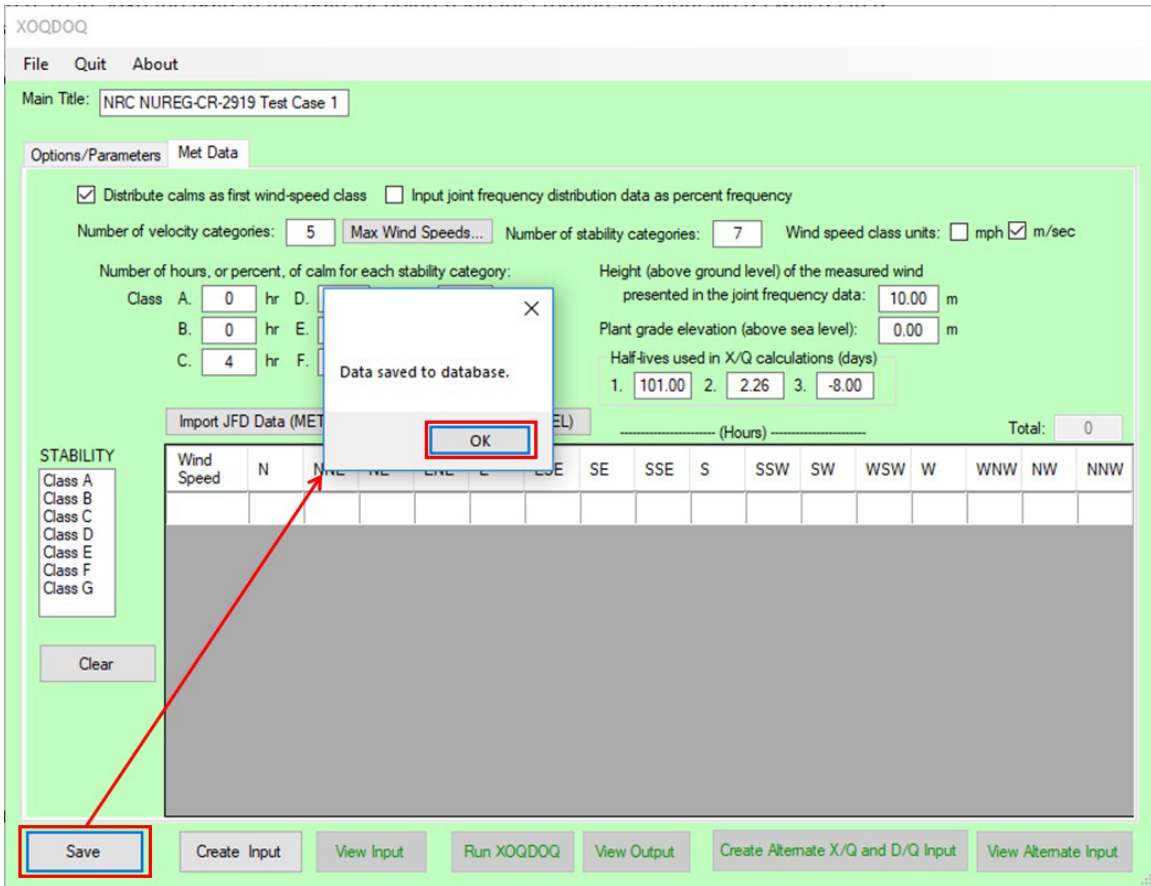 XOQDOQ
File Quit About
Main Title: NRC NUREG-CR-2919 Test Case 1
Options/Parameters Met Data
Distribute calms as first wind-speed class Input joint frequency distribution data as percent frequency
Number of velocity categories: 5 Max Wind Speeds... Number of stability categories: 7 Wind speed class units: mph m/sec
Number of hours, or percent, of calm for each stability category:
Class A. 0 hr D.
B. 0 hr E.
C. 4 hr F.
Height (above ground level) of the measured wind
presented in the joint frequency data: 10.00 m
Plant grade elevation (above sea level): 0.00 m
Half-lives used in X/Q calculations (days)
1. 101.00 2. 2.26 3. -8.00
Data saved to database.
OK
Import JFD Data (MET EL) ---------------------- (Hours) ----------------------
Total: 0
STABILITY
Class A
Class B
Class C
Class D
Class E
Class F
Class G
Wind
Speed
N NNE NE ENE E ESE SE SSE S SSW SW WSW W WNW NW NNW
Clear
Save Create Input View Input Run XOQDOQ View Output Create Alternate X/Q and D/Q Input View Alternate Input